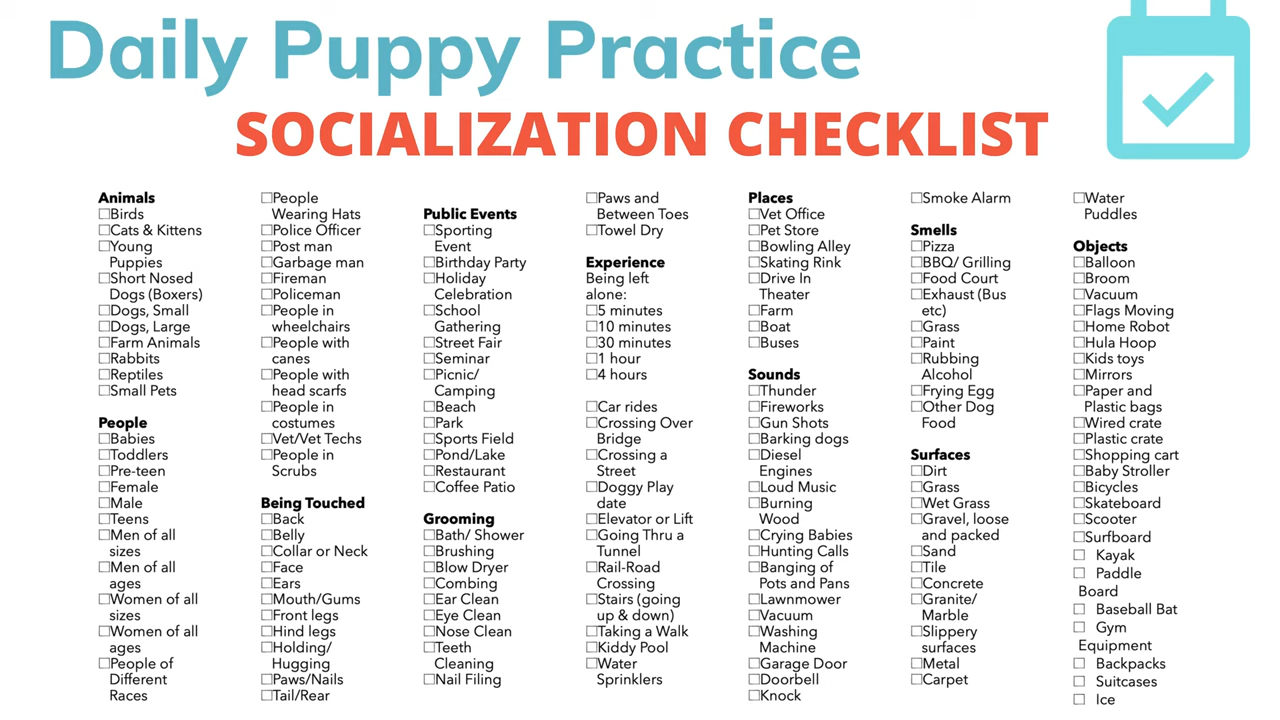 Daily Puppy Practice
SOCIALIZATION CHECKLIST
Animals
☐Birds
☐Cats & Kittens
☐Young
Puppies
☐Short Nosed
Dogs (Boxers)
☐Dogs, Small
☐Dogs, Large
☐Farm Animals
☐Rabbits
☐Reptiles
☐Small Pets
People
☐Babies
☐Toddlers
☐Pre-teen
☐Female
☐Male
☐Teens
☐Men of all
sizes
☐Men of all
ages
☐Women of all
sizes
☐Women of all
ages
☐People of
Different
Races
☐People
Wearing Hats
☐Police Officer
☐Post man
☐Garbage man
☐Fireman
☐Policeman
☐People in
wheelchairs
☐People with
canes
☐People with
head scarfs
☐People in
costumes
☐Vet/Vet Techs
☐People in
Scrubs
Being Touched
☐Back
☐Belly
☐Collar or Neck
☐Face
☐Ears
☐Mouth/Gums
☐Front legs
☐Hind legs
☐Holding/
Hugging
☐Paws/Nails
☐Tail/Rear
Public Events
☐Sporting
Event
☐Birthday Party
☐Holiday
Celebration
☐School
Gathering
☐Street Fair
☐Seminar
☐Picnic/
Camping
☐Beach
☐Park
☐Sports Field
☐Pond/Lake
☐Restaurant
☐Coffee Patio
Grooming
☐Bath/ Shower
☐Brushing
☐Blow Dryer
☐Combing
☐Ear Clean
☐Eye Clean
☐Nose Clean
☐Teeth
Cleaning
☐Nail Filing
☐Paws and
Between Toes
☐Towel Dry
Experience
Being left
alone:
☐5 minutes
☐10 minutes
☐30 minutes
☐1 hour
☐4 hours
☐Car rides
☐Crossing Over
Bridge
☐Crossing a
Street
☐Doggy Play
date
☐Elevator or Lift
☐Going Thru a
Tunnel
☐Rail-Road
Crossing
☐Stairs (going
up & down)
☐Taking a Walk
☐Kiddy Pool
☐Water
Sprinklers
Places
☐Vet Office
☐Pet Store
☐Bowling Alley
☐Skating Rink
☐Drive In
Theater
☐Farm
☐Boat
☐Buses
Sounds
☐Thunder
☐Fireworks
☐Gun Shots
☐Barking dogs
☐Diesel
Engines
☐Loud Music
☐Burning
Wood
☐Crying Babies
☐Hunting Calls
☐Banging of
Pots and Pans
☐Lawnmower
☐Vacuum
☐Washing
Machine
☐Garage Door
☐Doorbell
☐Knock
☐Smoke Alarm
Smells
☐Pizza
☐BBQ/ Grilling
☐Food Court
☐Exhaust (Bus
etc)
☐Grass
☐Paint
☐Rubbing
Alcohol
☐Frying Egg
☐Other Dog
Food
Surfaces
☐Dirt
☐Grass
☐Wet Grass
☐Gravel, loose
and packed
☐Sand
☐Tile
☐Concrete
☐Granite/
Marble
☐Slippery
surfaces
☐Metal
☐Carpet
☐Water
Puddles
Objects
☐Balloon
☐Broom
☐Vacuum
☐Flags Moving
☐Home Robot
☐Hula Hoop
☐Kids toys
☐Mirrors
☐Paper and
Plastic bags
☐Wired crate
☐Plastic crate
☐Shopping cart
☐Baby Stroller
☐Bicycles
☐Skateboard
☐Scooter
☐Surfboard
☐ Kayak
☐ Paddle
Board
☐ Baseball Bat
☐ Gym
Equipment
☐ Backpacks
☐ Suitcases
☐ Ice